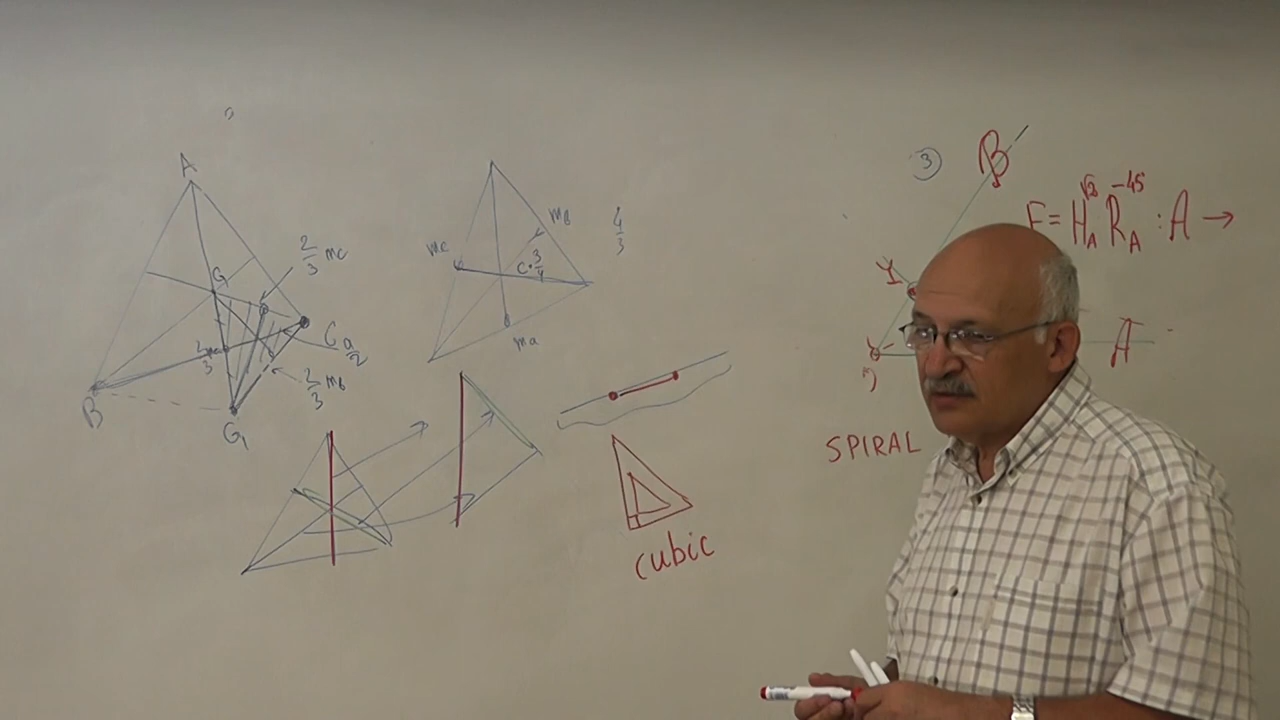 A
G
2/3 mc
C
a/2
2/3 mb
B
G1
mc
mb
4/3
c·3/4
ma
cubic
3
B
F = H_A^√2 R_A^-45 : A →
Y
A
SPIRAL